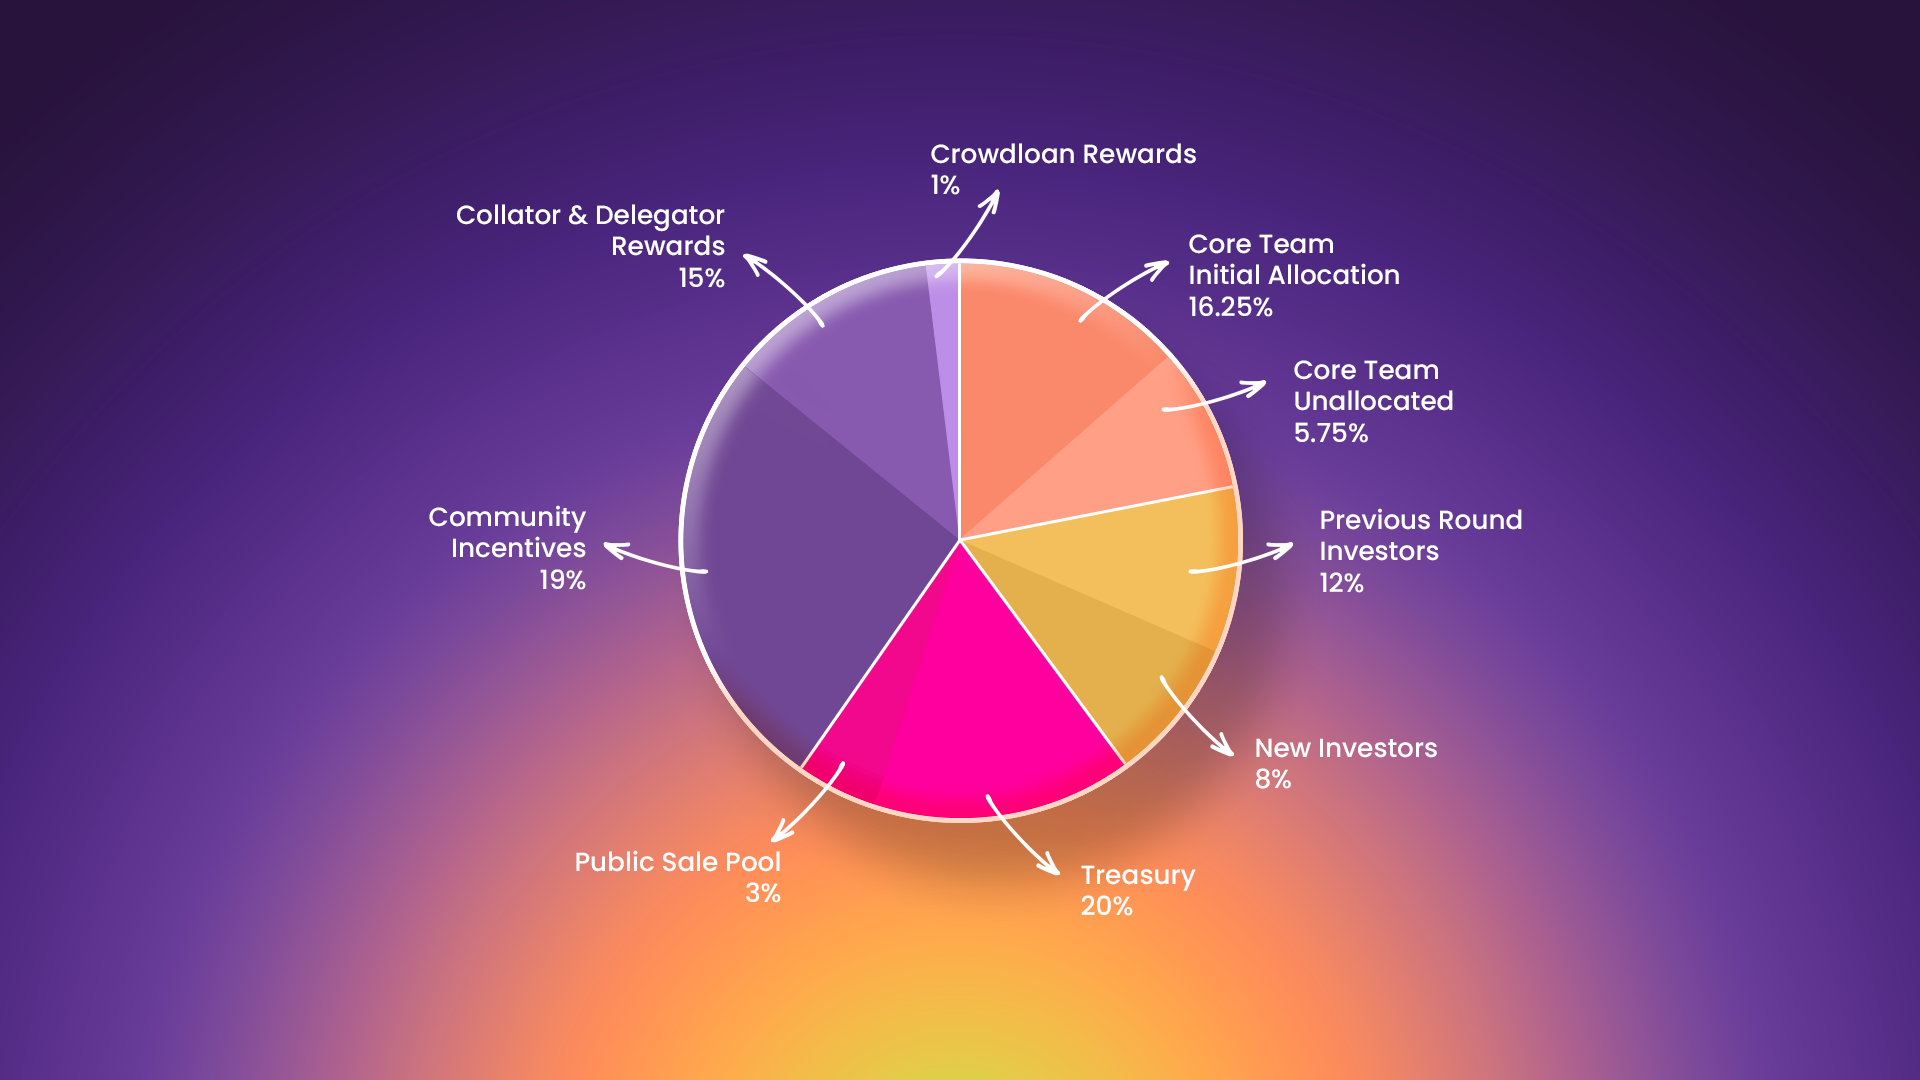 Crowdloan Rewards
1%
Core Team
Initial Allocation
16.25%
Core Team
Unallocated
5.75%
Previous Round
Investors
12%
New Investors
8%
Treasury
20%
Public Sale Pool
3%
Community
Incentives
19%
Collator & Delegator
Rewards
15%